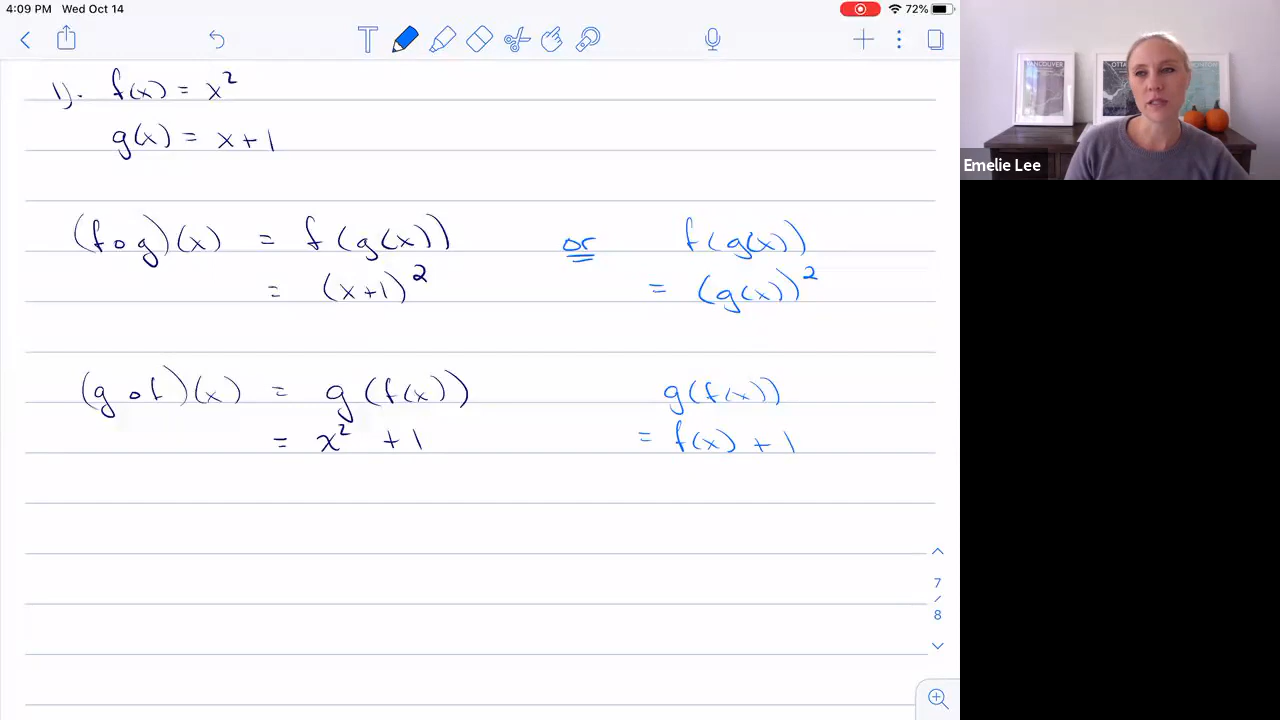 4:09 PM Wed Oct 14
72%
1). f(x) = x²
g(x) = x+1
(f∘g)(x) = f(g(x)) or f(g(x))
= (x+1)² = (g(x))²
(g∘f)(x) = g(f(x)) g(f(x))
= x² + 1 = f(x) + 1
7
/
8
VANCOUVER
Emelie Lee